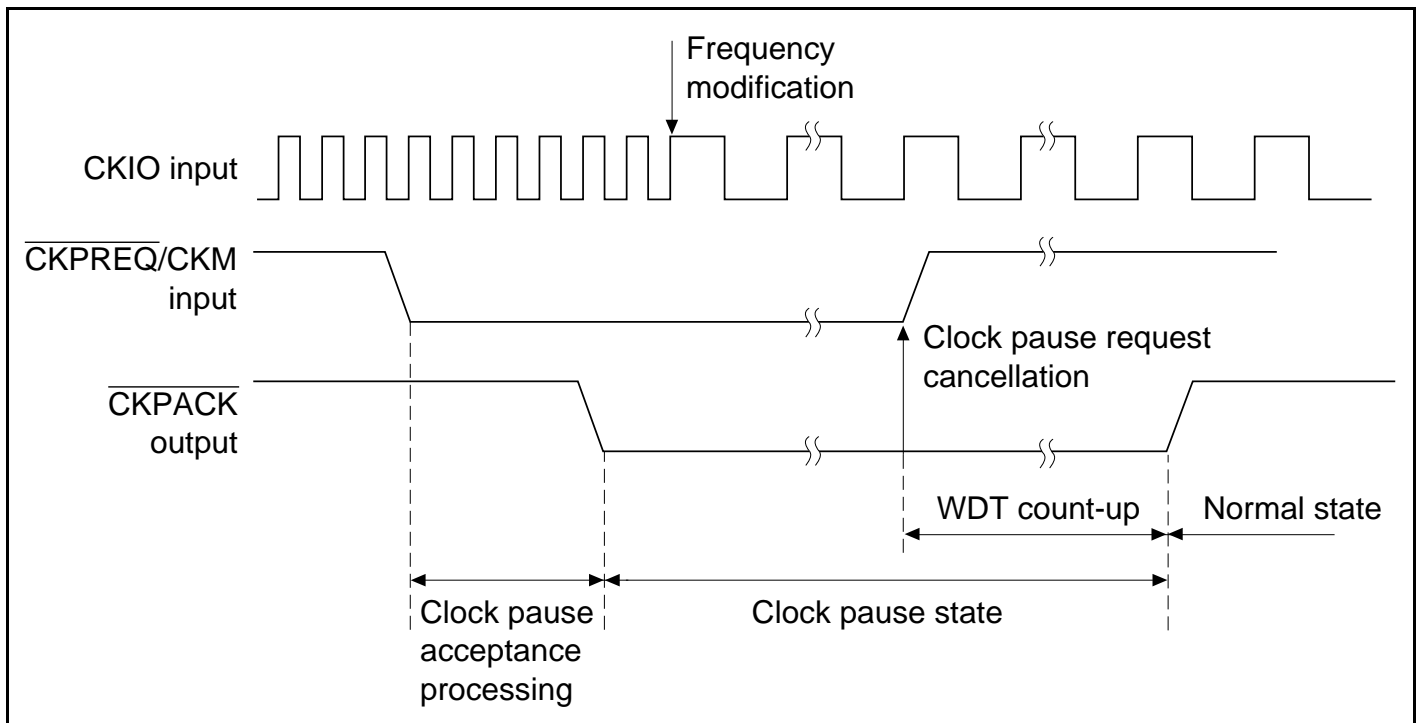 Frequency
modification
CKIO input
CKPREQ/CKM
input
Clock pause request
cancellation
CKPACK
output
WDT count-up
Normal state
Clock pause
acceptance
processing
Clock pause state